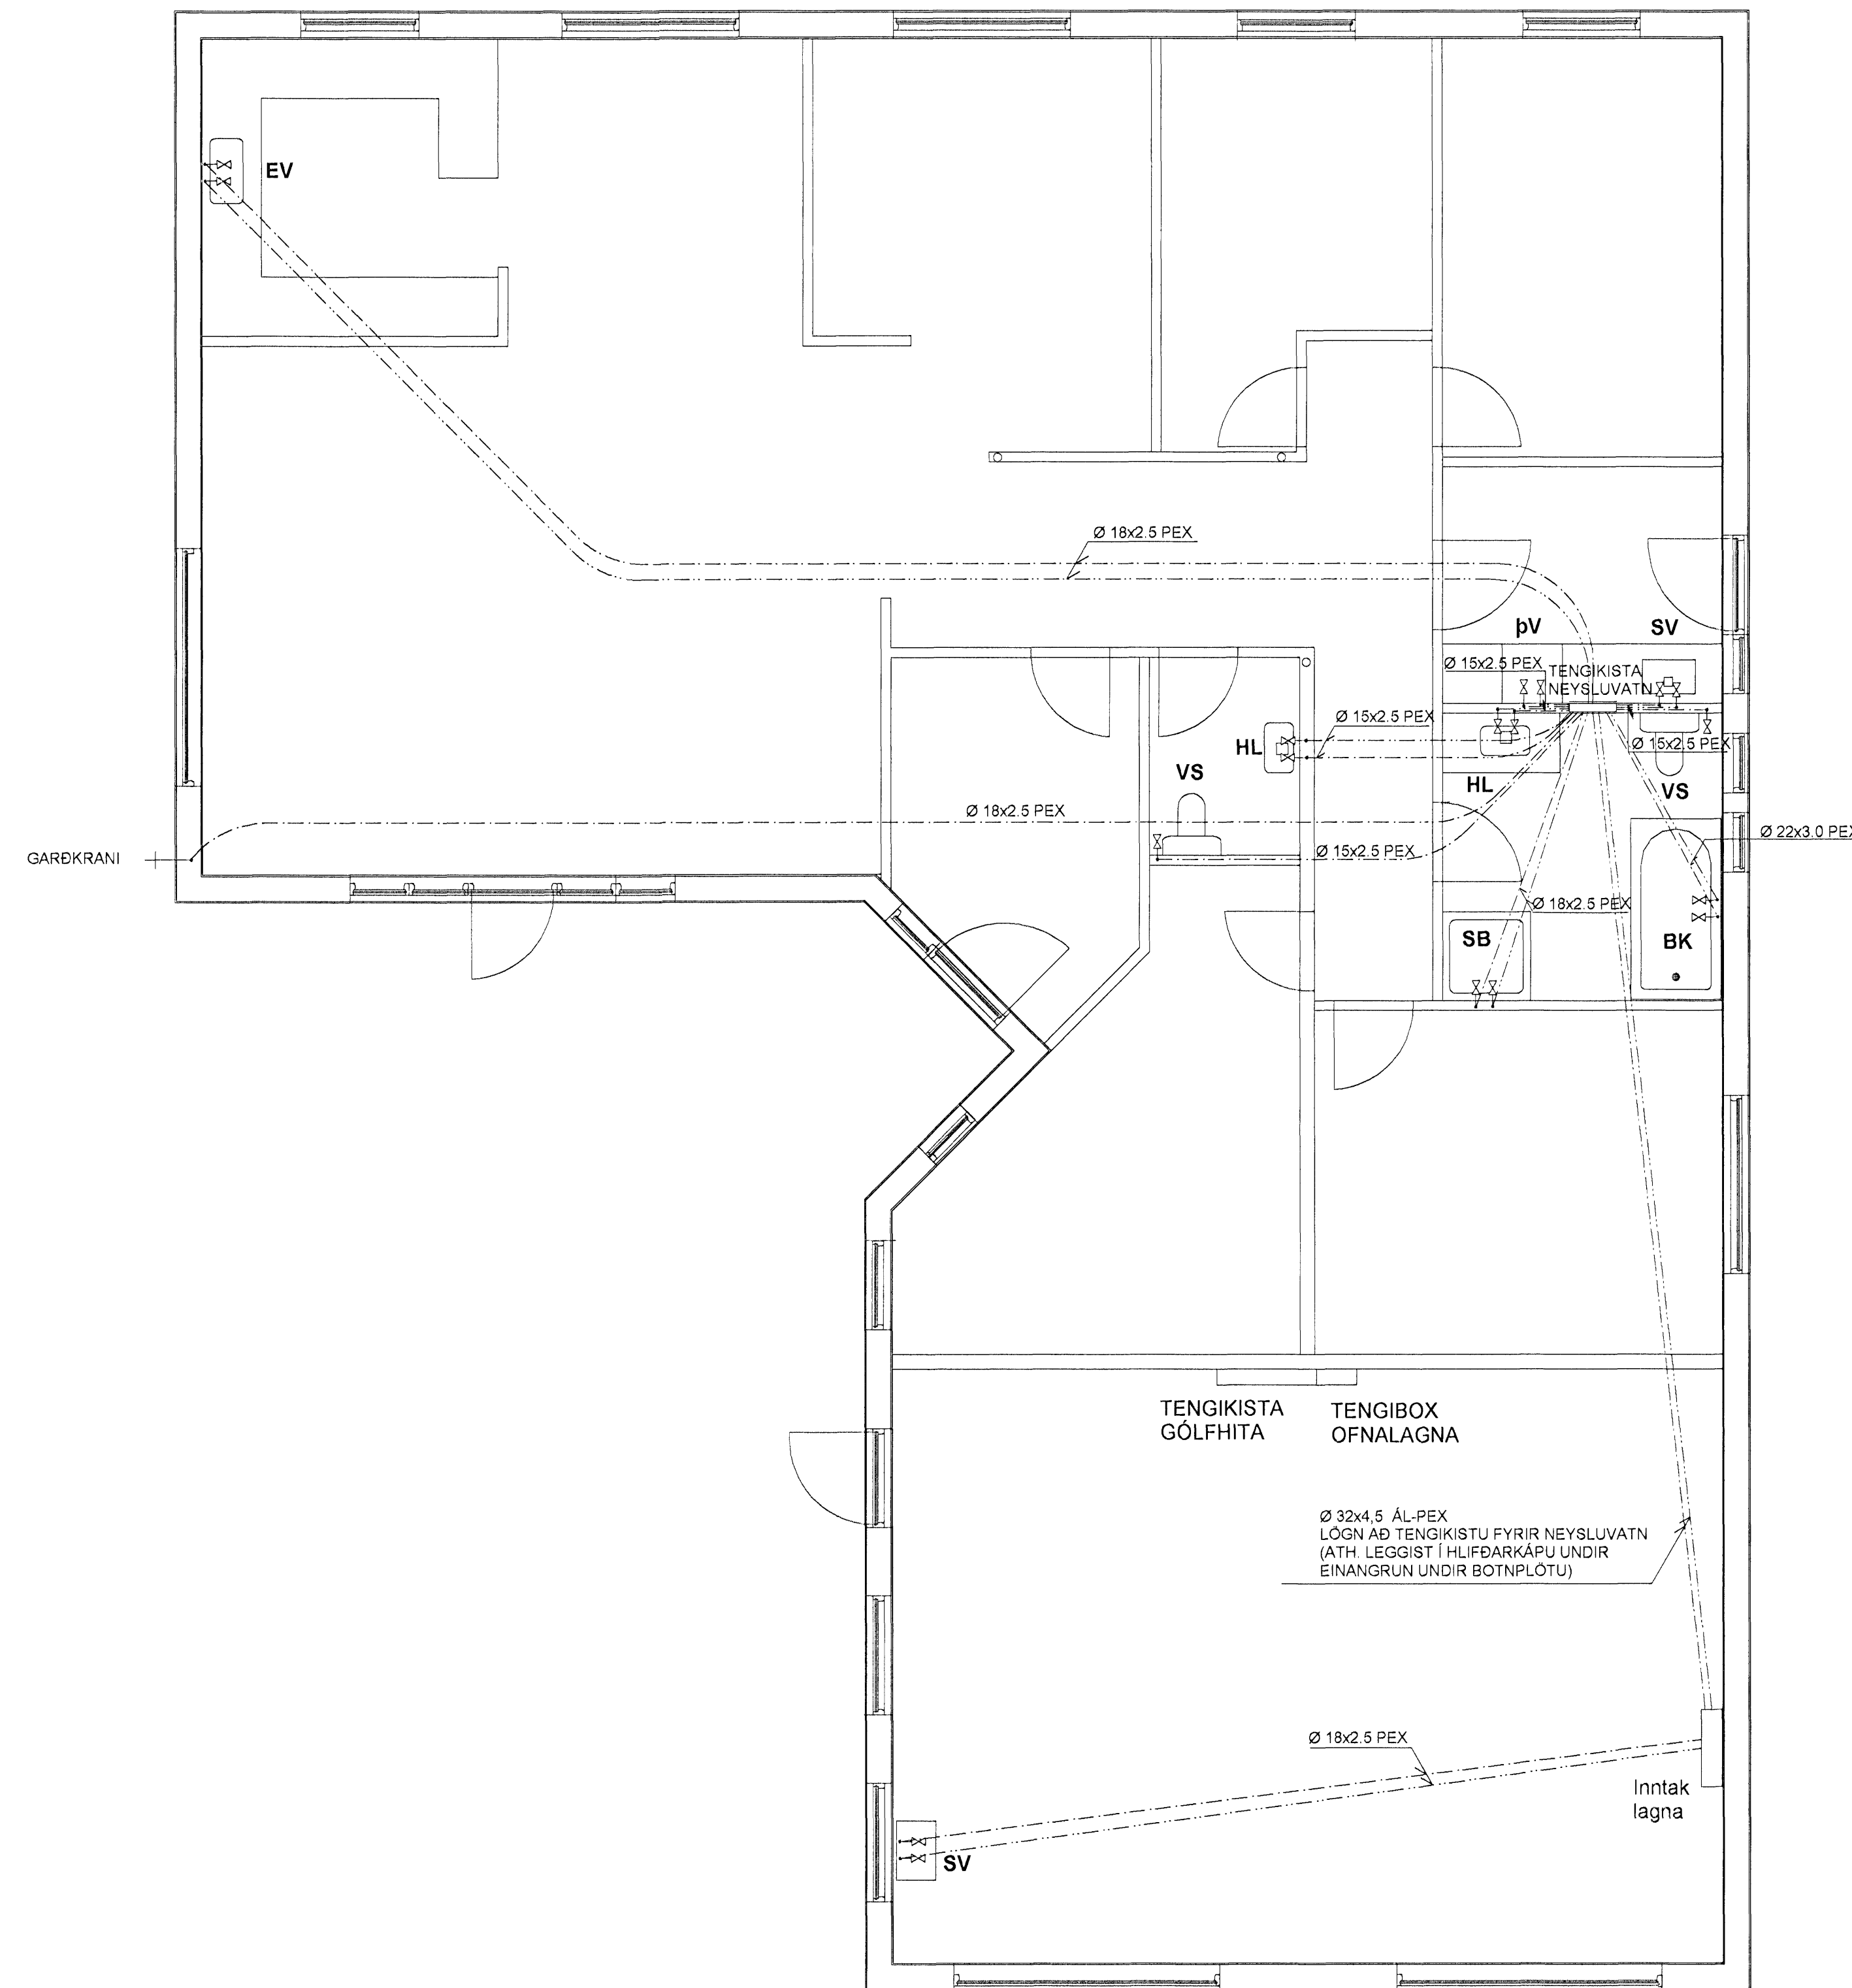 EV
Ø 18x2.5 PEX
þV
SV
Ø 15x2.5 PEX
TENGIKISTA
NEYSLUVATN
Ø 15x2.5 PEX
HL
VS
Ø 15x2.5 PEX
HL
VS
Ø 18x2.5 PEX
Ø 22x3.0 PEX
GARÐKRANI
Ø 15x2.5 PEX
Ø 18x2.5 PEX
SB
BK
TENGIKISTA
GÓLFHITA
TENGIBOX
OFNALAGNA
Ø 32x4,5 ÁL-PEX
LÖGN AÐ TENGIKISTU FYRIR NEYSLUVATN
(ATH. LEGGIST Í HLIFÐARKÁPU UNDIR
EINANGRUN UNDIR BOTNPLÖTU)
Ø 18x2.5 PEX
Inntak
lagna
SV